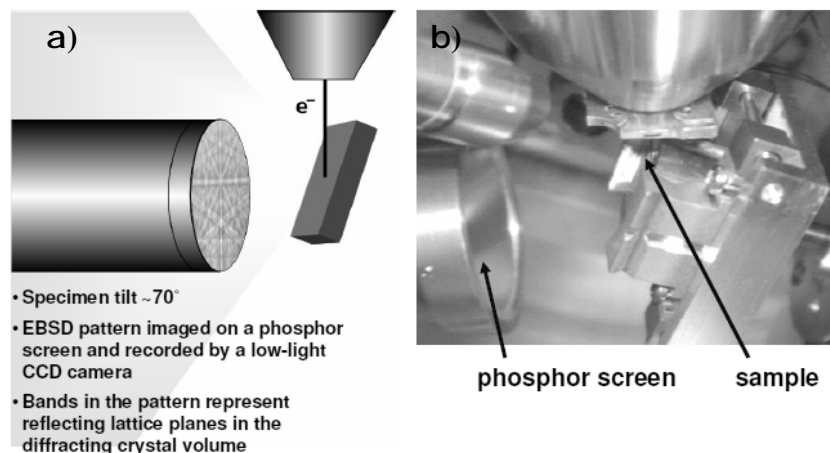 a)
e⁻
• Specimen tilt ~70°
• EBSD pattern imaged on a phosphor
screen and recorded by a low-light
CCD camera
• Bands in the pattern represent
reflecting lattice planes in the
diffracting crystal volume
b)
phosphor screen
sample